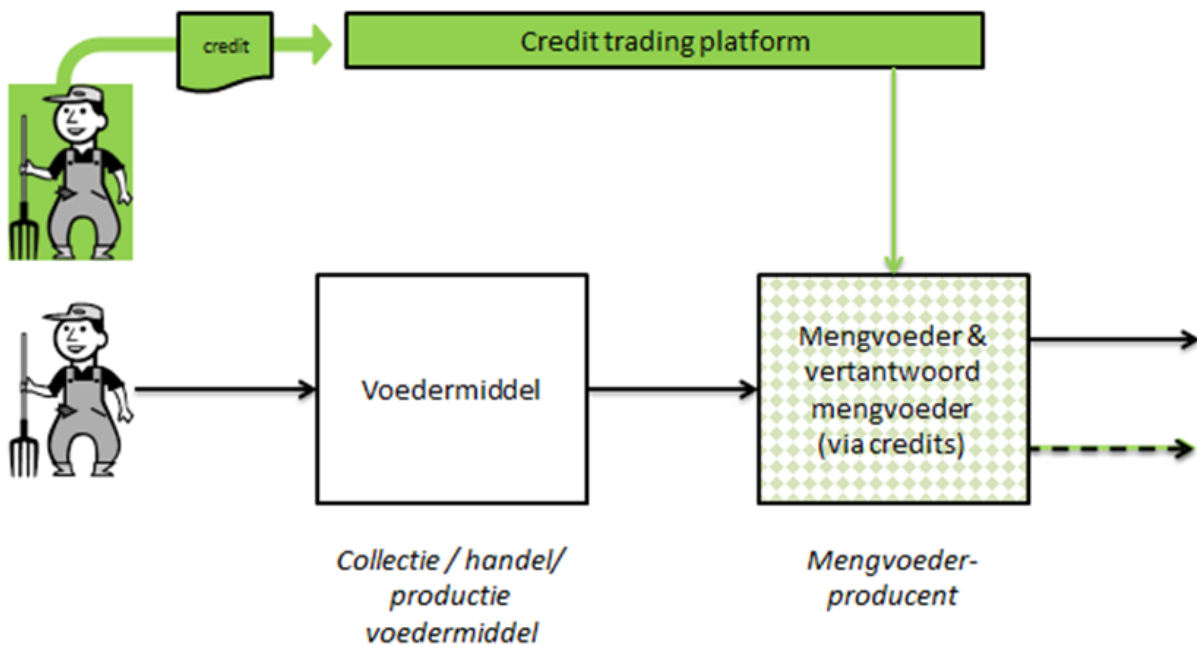 credit
Credit trading platform
Voedermiddel
Mengvoeder &
vertantwoord
mengvoeder
(via credits)
Collectie / handel/
productie
voedermiddel
Mengvoeder-
producent